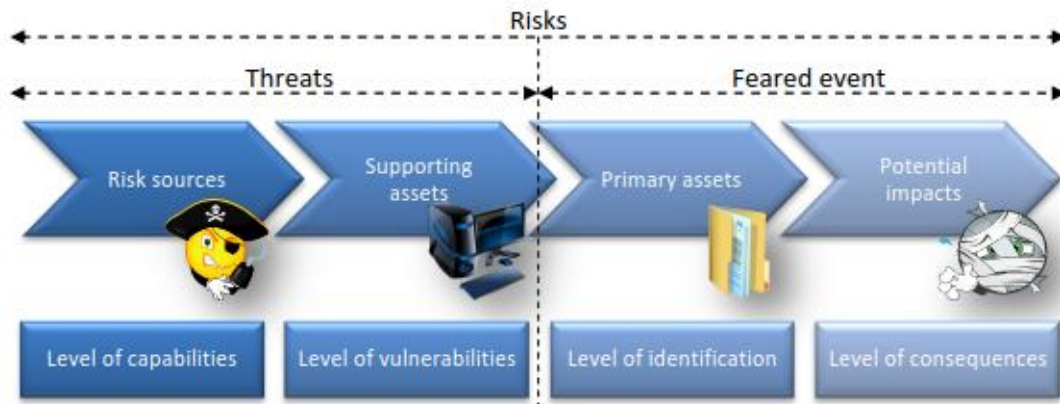 Risks
Threats
Feared event
Risk sources
Supporting
assets
Primary assets
Potential
impacts
Level of capabilities
Level of vulnerabilities
Level of identification
Level of consequences